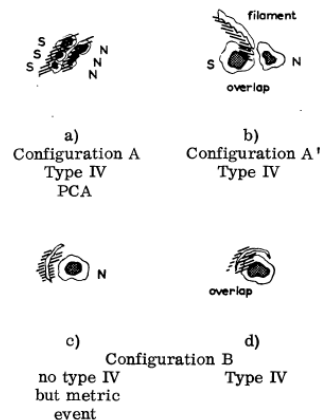 S
S
S
N
N
N
filament
S
N
overlap
a)
Configuration A
Type IV
PCA
b)
Configuration A'
Type IV
N
overlap
c)
d)
Configuration B
no type IV
but metric
event
Type IV